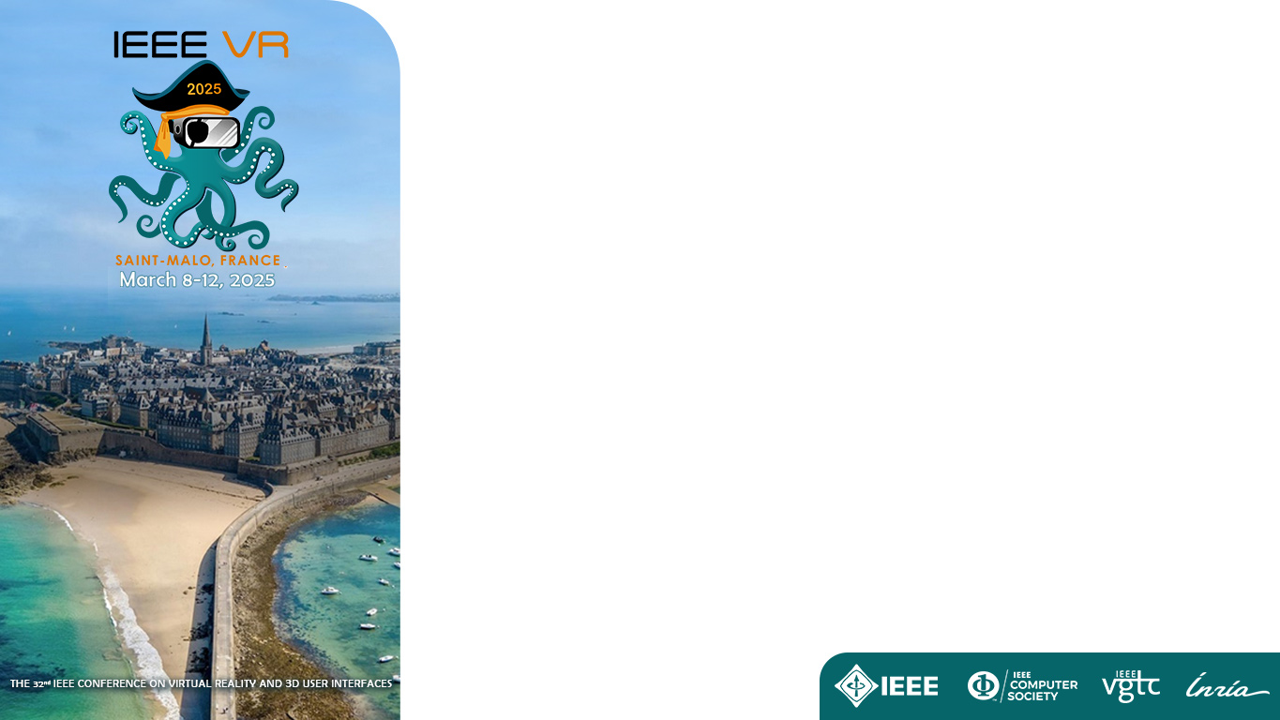 IEEE VR
2025
SAINT-MALO, FRANCE
March 8-12, 2025
THE 32nd IEEE CONFERENCE ON VIRTUAL REALITY AND 3D USER INTERFACES
IEEE
IEEE
COMPUTER
SOCIETY
IEEE
vgtc
Inria